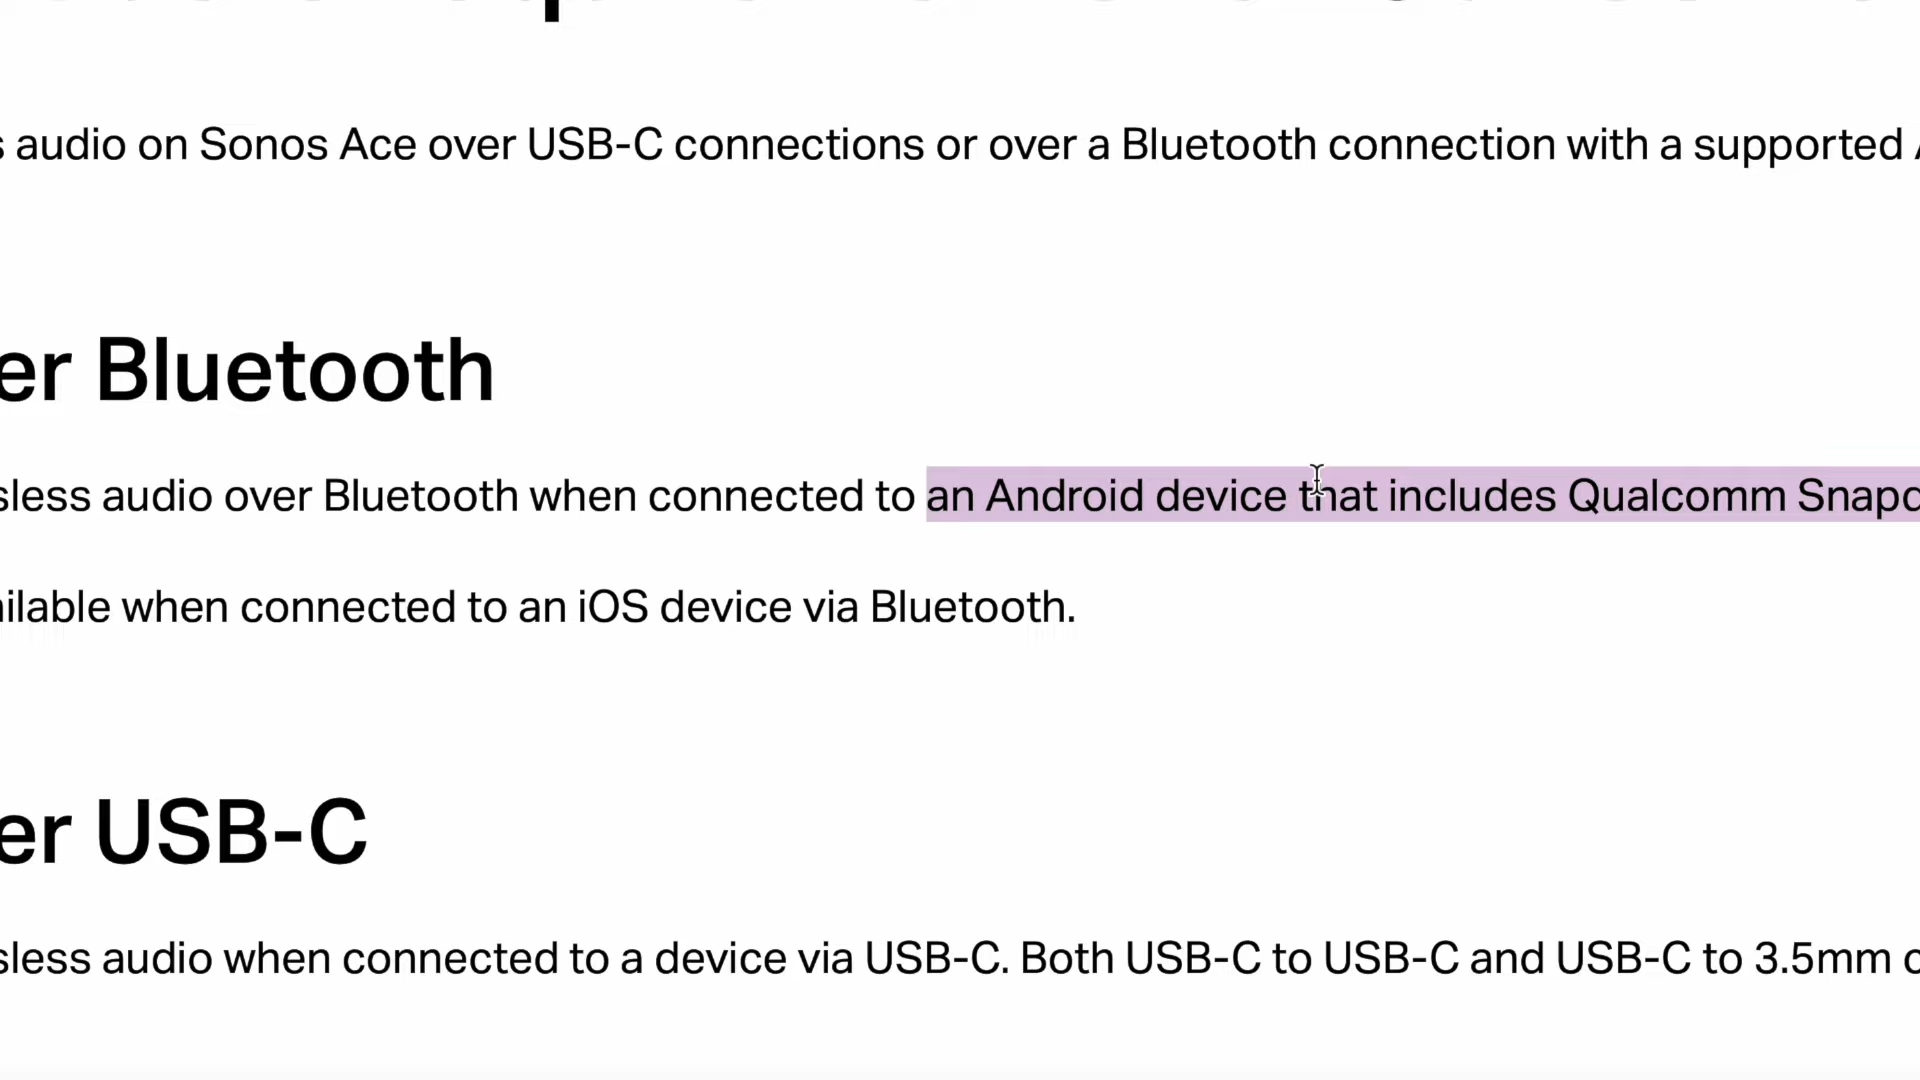 audio on Sonos Ace over USB-C connections or over a Bluetooth connection with a supported
er Bluetooth
sless audio over Bluetooth when connected to an Android device that includes Qualcomm Snap
ilable when connected to an iOS device via Bluetooth.
er USB-C
sless audio when connected to a device via USB-C. Both USB-C to USB-C and USB-C to 3.5mm